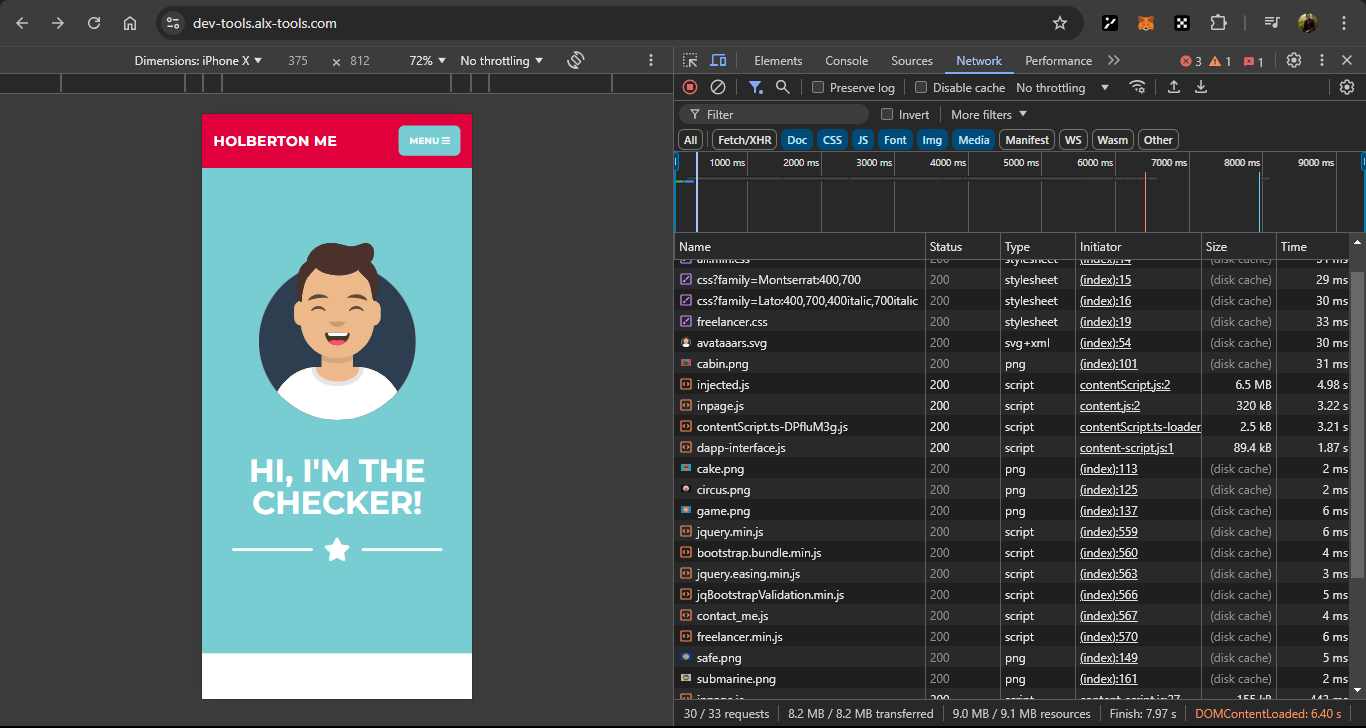 dev-tools.alx-tools.com
Dimensions: iPhone X 375 × 812 72% No throttling
HOLBERTON ME
MENU
HI, I'M THE
CHECKER!
Elements Console Sources Network Performance 3 1 1
Preserve log Disable cache No throttling
Filter Invert More filters
All Fetch/XHR Doc CSS JS Font Img Media Manifest WS Wasm Other
1000 ms 2000 ms 3000 ms 4000 ms 5000 ms 6000 ms 7000 ms 8000 ms 9000 ms
Name Status Type Initiator Size Time
all.min.css 200 stylesheet (index):14 (disk cache) 31 ms
css?family=Montserrat:400,700 200 stylesheet (index):15 (disk cache) 29 ms
css?family=Lato:400,700,400italic,700italic 200 stylesheet (index):16 (disk cache) 30 ms
freelancer.css 200 stylesheet (index):19 (disk cache) 33 ms
avataaars.svg 200 svg+xml (index):54 (disk cache) 30 ms
cabin.png 200 png (index):101 (disk cache) 31 ms
injected.js 200 script contentScript.js:2 6.5 MB 4.98 s
inpage.js 200 script content.js:2 320 kB 3.22 s
contentScript.ts-DPfluM3g.js 200 script contentScript.ts-loader 2.5 kB 3.21 s
dapp-interface.js 200 script content-script.js:1 89.4 kB 1.87 s
cake.png 200 png (index):113 (disk cache) 2 ms
circus.png 200 png (index):125 (disk cache) 2 ms
game.png 200 png (index):137 (disk cache) 6 ms
jquery.min.js 200 script (index):559 (disk cache) 6 ms
bootstrap.bundle.min.js 200 script (index):560 (disk cache) 4 ms
jquery.easing.min.js 200 script (index):563 (disk cache) 3 ms
jqBootstrapValidation.min.js 200 script (index):566 (disk cache) 5 ms
contact_me.js 200 script (index):567 (disk cache) 4 ms
freelancer.min.js 200 script (index):570 (disk cache) 6 ms
safe.png 200 png (index):149 (disk cache) 5 ms
submarine.png 200 png (index):161 (disk cache) 2 ms
inpage.js 200 script content-script.js:27 155 kB 443 ms
30 / 33 requests 8.2 MB / 8.2 MB transferred 9.0 MB / 9.1 MB resources Finish: 7.97 s DOMContentLoaded: 6.40 s